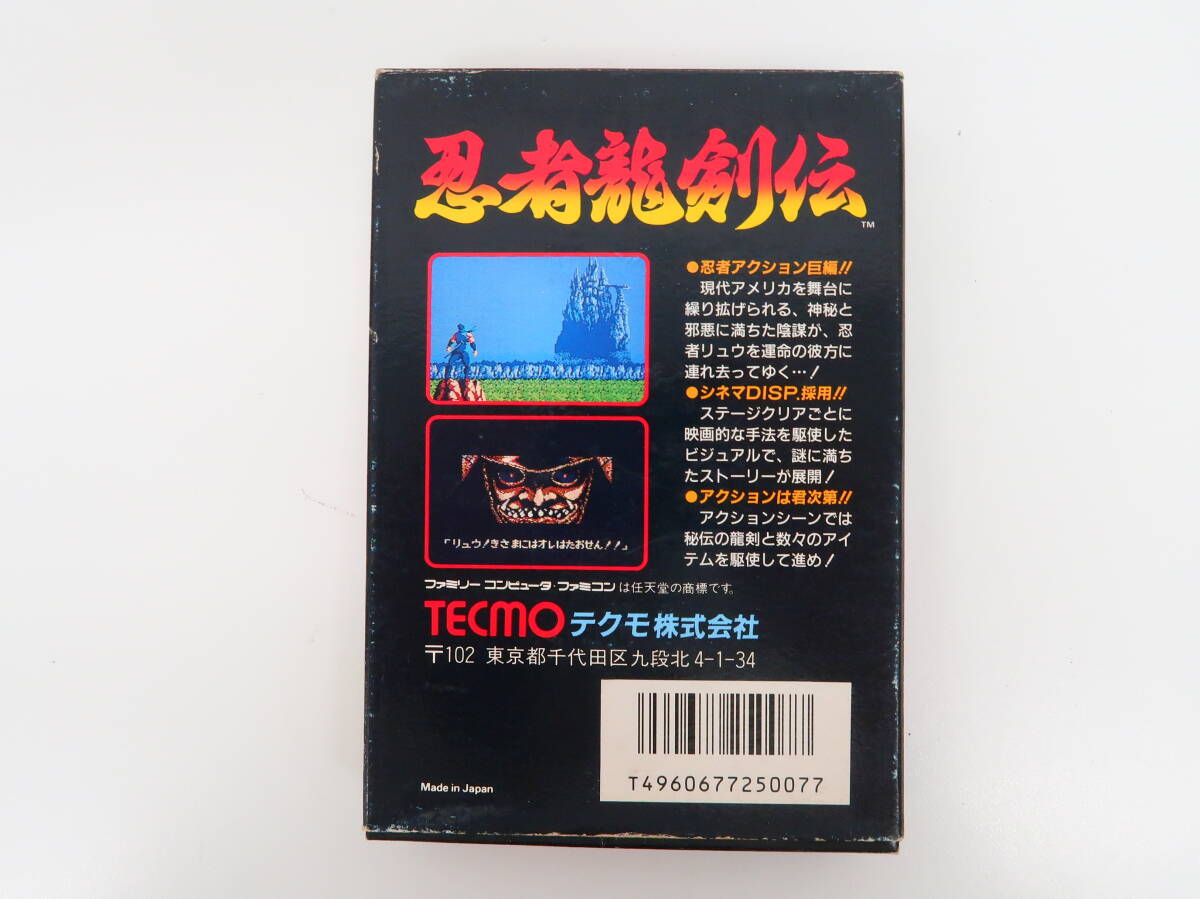 忍者龍剣伝
TM
●忍者アクション巨編!!
現代アメリカを舞台に
繰り拡げられる、神秘と
邪悪に満ちた陰謀が、忍
者リュウを運命の彼方に
連れ去ってゆく…!
●シネマDISP.採用!!
ステージクリアごとに
映画的な手法を駆使した
ビジュアルで、謎に満ち
たストーリーが展開!
●アクションは君次第!!
アクションシーンでは
秘伝の龍剣と数々のアイ
テムを駆使して進め!
「リュウ!きさまにはオレはたおせん!!」
ファミリー コンピュータ・ファミコン は任天堂の商標です。
TECMO テクモ株式会社
〒102 東京都千代田区九段北4-1-34
T4960677250077
Made in Japan